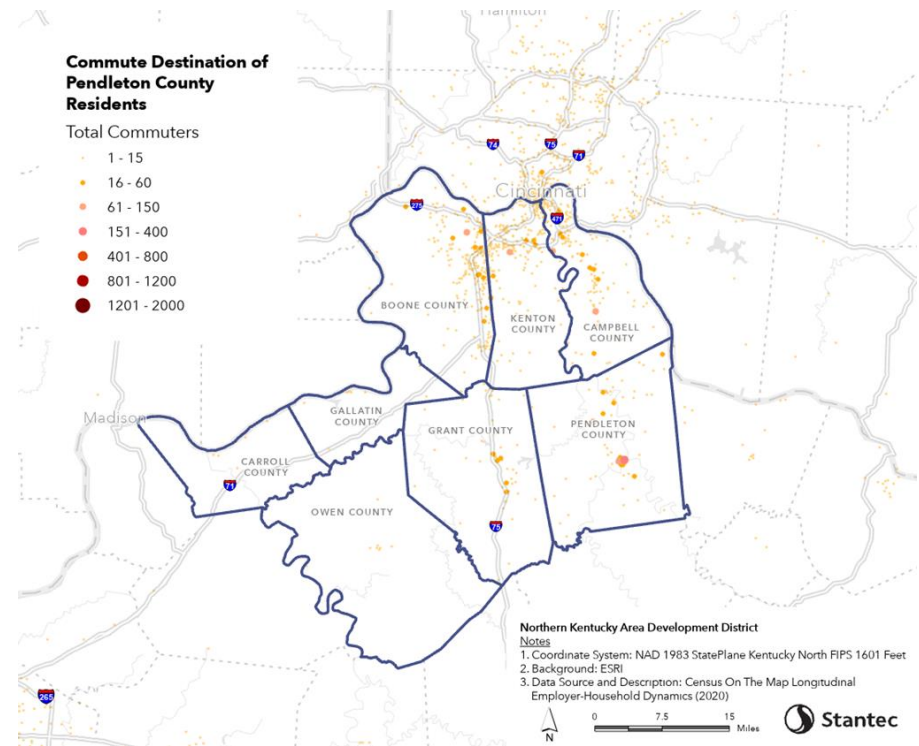 Hamilton
Commute Destination of
Pendleton County
Residents
Total Commuters
1 - 15
16 - 60
61 - 150
151 - 400
401 - 800
801 - 1200
1201 - 2000
74
75
71
Cincinnati
275
471
BOONE COUNTY
KENTON
COUNTY
CAMPBELL
COUNTY
GALLATIN
COUNTY
Madison
GRANT COUNTY
PENDLETON
COUNTY
CARROLL
COUNTY
71
OWEN COUNTY
75
265
Northern Kentucky Area Development District
Notes
1. Coordinate System: NAD 1983 StatePlane Kentucky North FIPS 1601 Feet
2. Background: ESRI
3. Data Source and Description: Census On The Map Longitudinal
Employer-Household Dynamics (2020)
N
0 7.5 15
Miles
Stantec